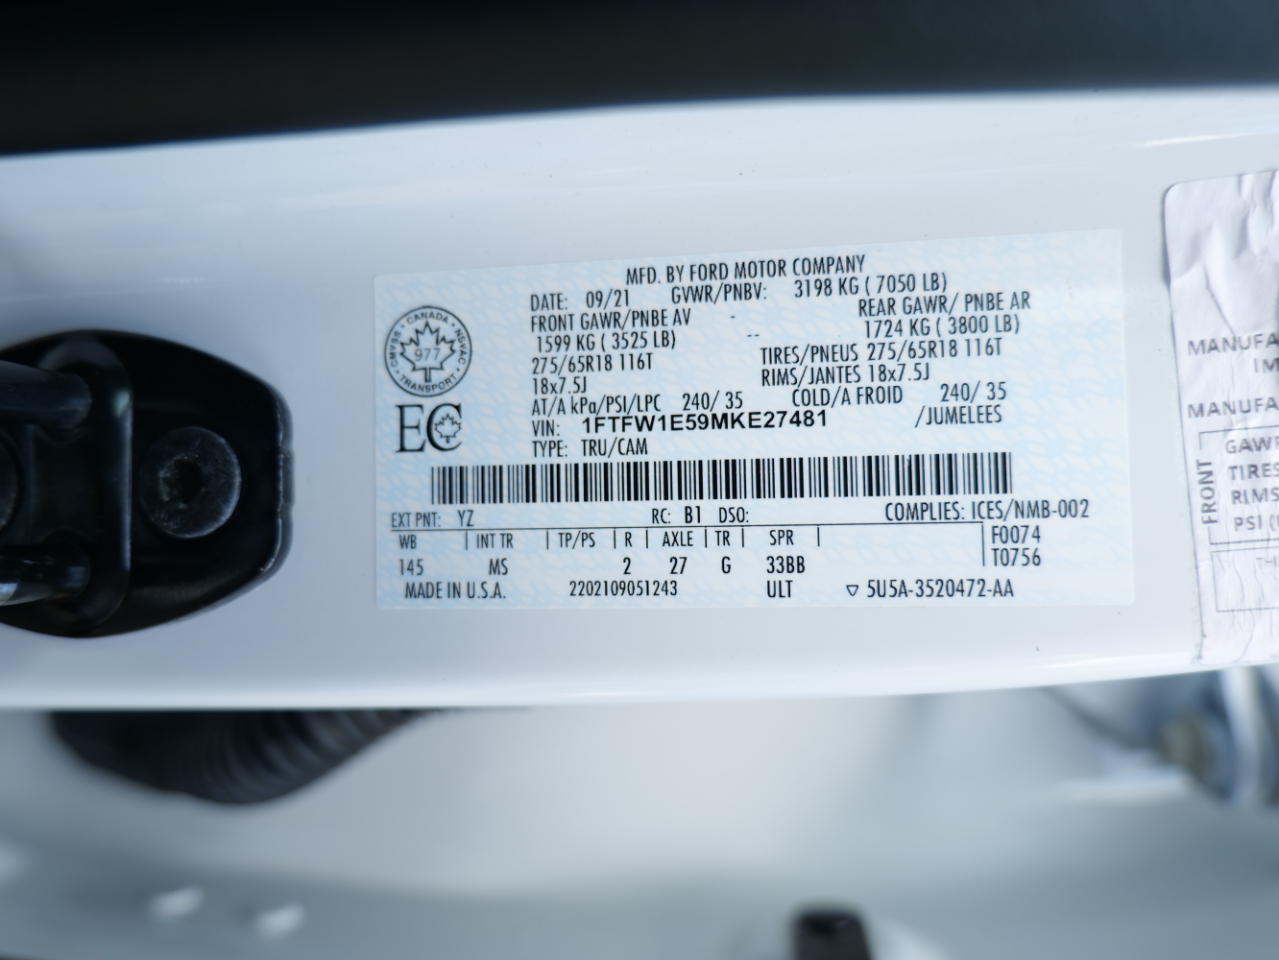 MFD. BY FORD MOTOR COMPANY
DATE: 09/21 GVWR/PNBV: 3198 KG ( 7050 LB)
FRONT GAWR/PNBE AV - REAR GAWR/ PNBE AR
1599 KG ( 3525 LB) -- 1724 KG ( 3800 LB)
275/65R18 116T TIRES/PNEUS 275/65R18 116T
18x7.5J RIMS/JANTES 18x7.5J
AT/A kPa/PSI/LPC 240/ 35 COLD/A FROID 240/ 35
VIN: 1FTFW1E59MKE27481 /JUMELEES
TYPE: TRU/CAM
CANADA
CMVSS NSVAC
977
TRANSPORT
EC
EXT PNT: YZ RC: B1 DSO: COMPLIES: ICES/NMB-002
WB INT TR TP/PS R AXLE TR SPR F0074
145 MS 2 27 G 33BB T0756
MADE IN U.S.A. 2202109051243 ULT 5U5A-3520472-AA
MANUFA
IM
MANUFA
FRONT
GAWR
TIRES
RIMS
PSI (
TH